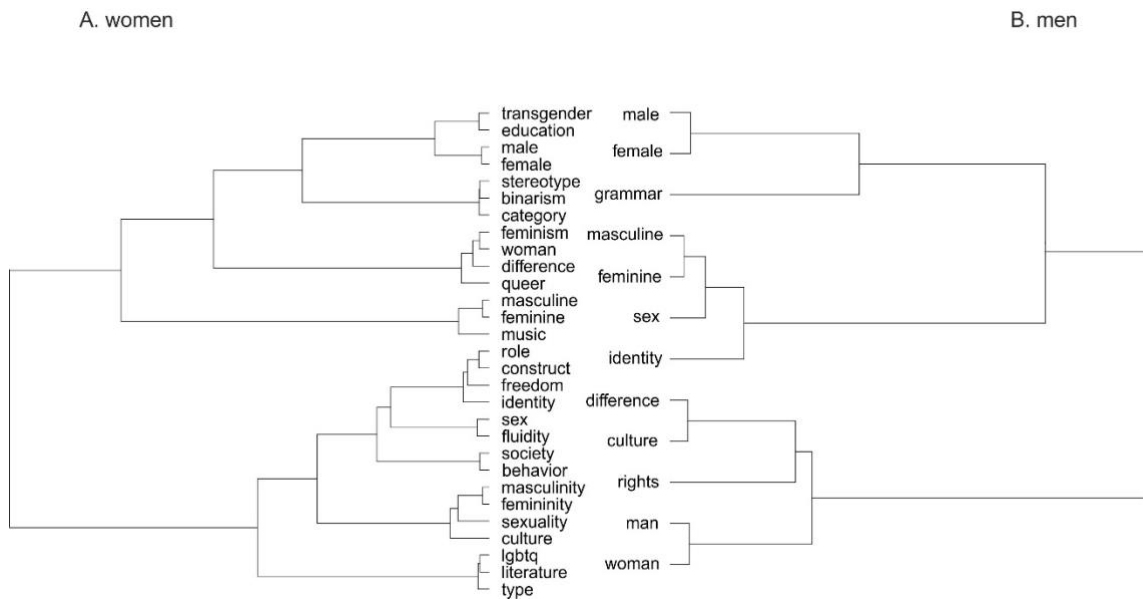 A. women
B. men
transgender
education
male
female
stereotype
binarism
category
feminism
woman
difference
queer
masculine
feminine
music
role
construct
freedom
identity
sex
fluidity
society
behavior
masculinity
femininity
sexuality
culture
lgbtq
literature
type
male
female
grammar
masculine
feminine
sex
identity
difference
culture
rights
man
woman